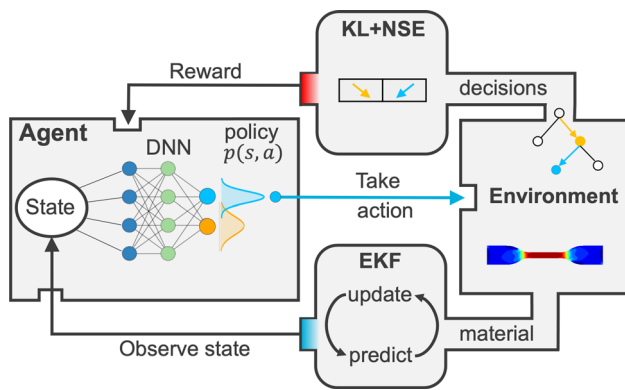 KL+NSE
Reward
decisions
Agent
DNN
policy
p(s, a)
State
Take
action
Environment
EKF
update
predict
Observe state
material